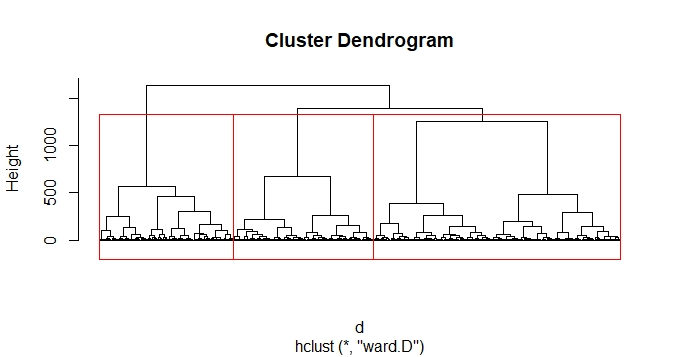 Cluster Dendrogram
Height
0
500
1000
d
hclust (*, "ward.D")